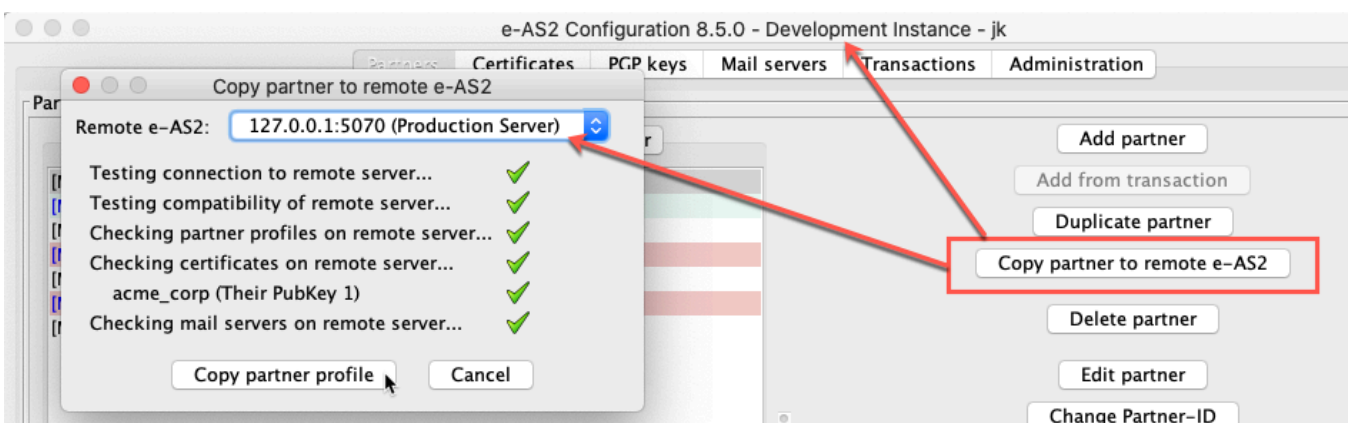 e-AS2 Configuration 8.5.0 - Development Instance - jk
Partners Certificates PGP keys Mail servers Transactions Administration
Copy partner to remote e-AS2
Par
Remote e-AS2: 127.0.0.1:5070 (Production Server)
r
Add partner
Testing connection to remote server...
Add from transaction
Testing compatibility of remote server...
Duplicate partner
Checking partner profiles on remote server...
Copy partner to remote e-AS2
Checking certificates on remote server...
acme_corp (Their PubKey 1)
Checking mail servers on remote server...
Delete partner
Copy partner profile Cancel
Edit partner
Change Partner-ID